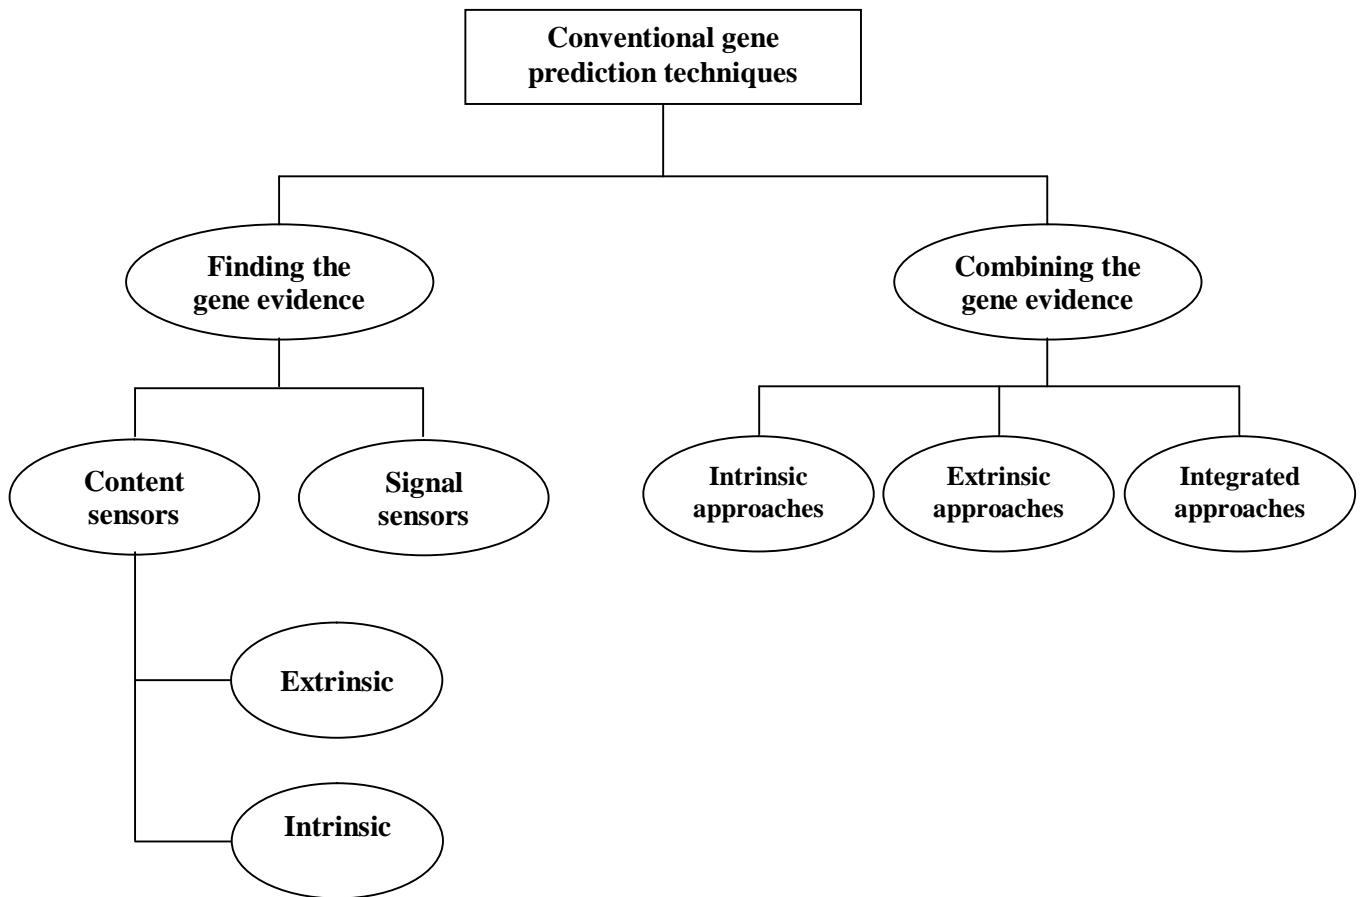 Conventional gene
prediction techniques
Finding the
gene evidence
Combining the
gene evidence
Content
sensors
Signal
sensors
Intrinsic
approaches
Extrinsic
approaches
Integrated
approaches
Extrinsic
Intrinsic